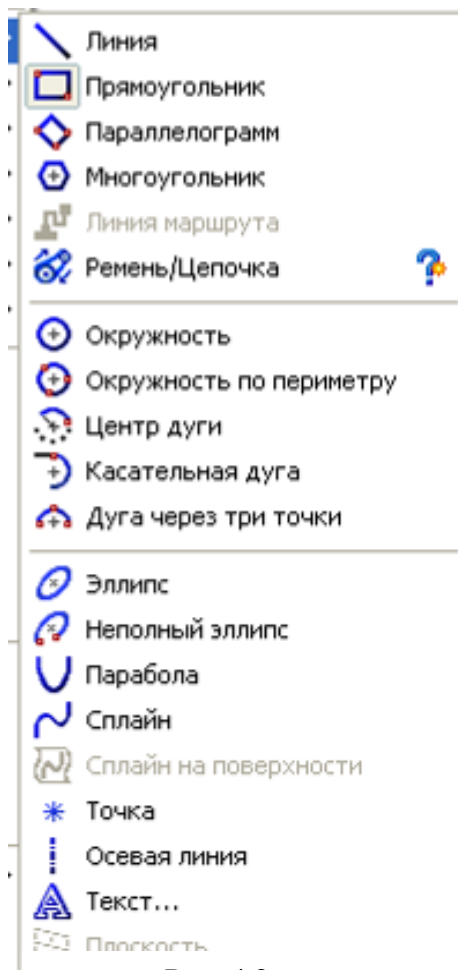 Линия
Прямоугольник
Параллелограмм
Многоугольник
Линия маршрута
Ремень/Цепочка
Окружность
Окружность по периметру
Центр дуги
Касательная дуга
Дуга через три точки
Эллипс
Неполный эллипс
Парабола
Сплайн
Сплайн на поверхности
Точка
Осевая линия
Текст...
Плоскость